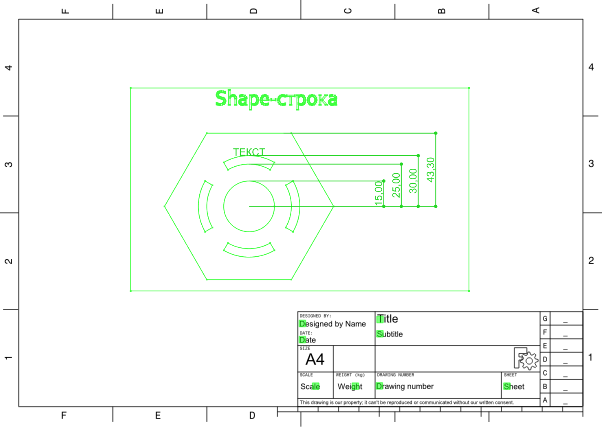 F E D C B A
4 4
Shape-строка
3 3
ТЕКСТ
15,00 25,00 30,00 43,30
2 2
DESIGNED BY:
Designed by Name
Title
G _
DATE:
Date
Subtitle
F _
SIZE
E _
A4
D _
SCALE
WEIGHT (kg)
DRAWING NUMBER
SHEET
C _
1 1
Scale
Weight
Drawing number
Sheet
B _
This drawing is our property; it can't be reproduced or communicated without our written consent.
A _
F E D